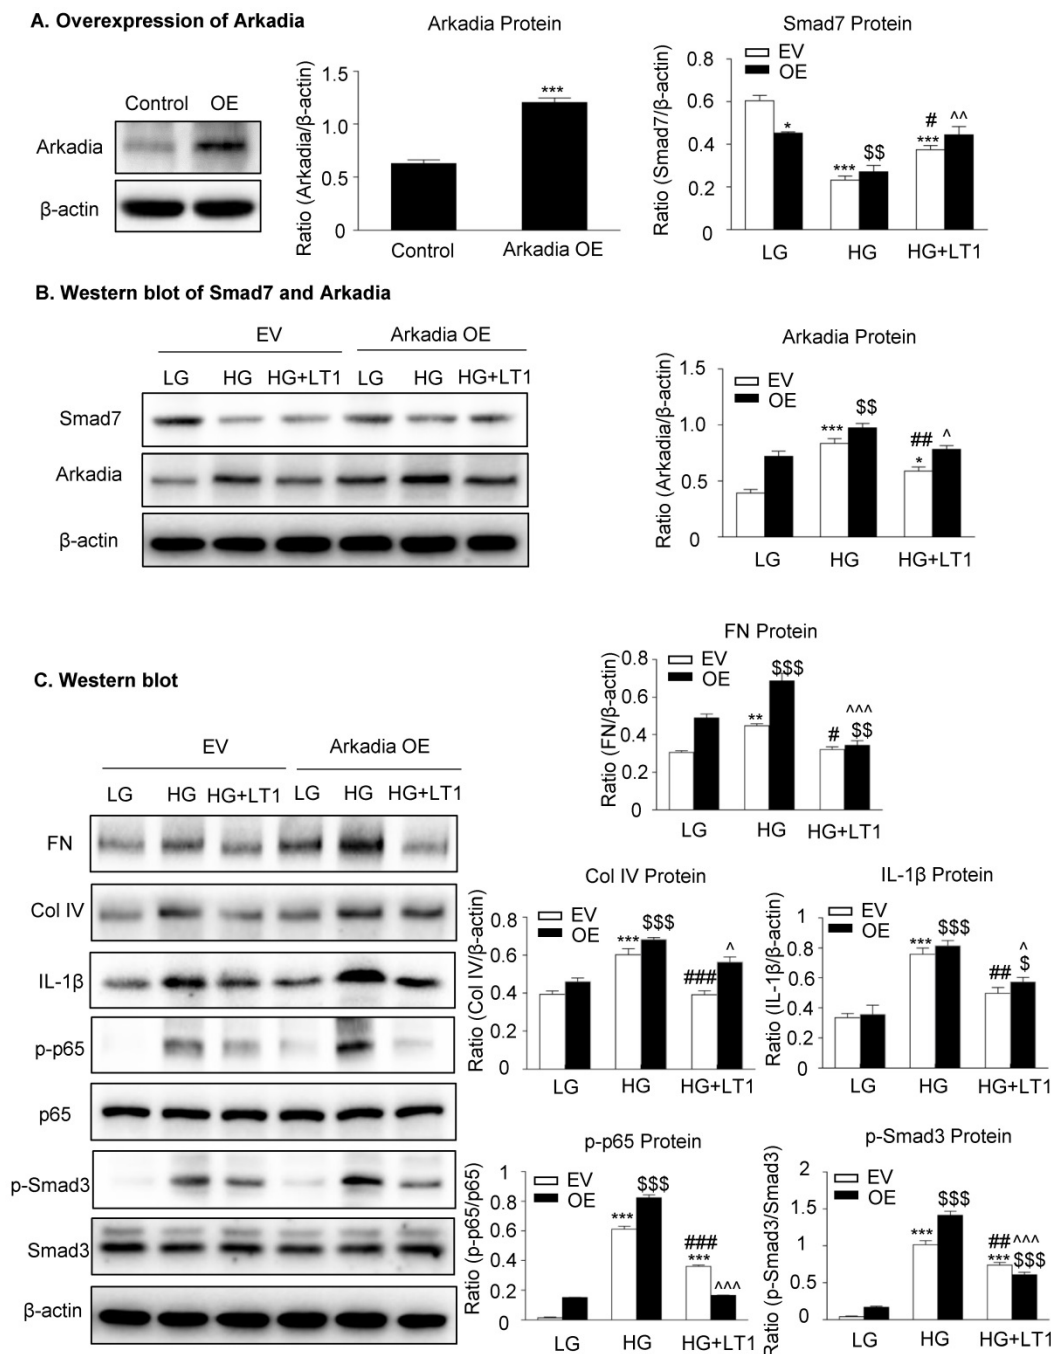 A. Overexpression of Arkadia
Control OE
Arkadia
β-actin
Arkadia Protein
Ratio (Arkadia/β-actin)
1.5
1.0
0.5
0
***
Control
Arkadia OE
Smad7 Protein
Ratio (Smad7/β-actin)
0.8
0.6
0.4
0.2
0
EV
OE
*
*** $$
# ^^
***
LG HG HG+LT1
B. Western blot of Smad7 and Arkadia
EV Arkadia OE
LG HG HG+LT1 LG HG HG+LT1
Smad7
Arkadia
β-actin
Arkadia Protein
Ratio (Arkadia/β-actin)
1.5
1.0
0.5
0
EV
OE
*** $$
## ^
*
LG HG HG+LT1
C. Western blot
EV Arkadia OE
LG HG HG+LT1 LG HG HG+LT1
FN
Col IV
IL-1β
p-p65
p65
p-Smad3
Smad3
β-actin
FN Protein
Ratio (FN/β-actin)
0.8
0.6
0.4
0.2
0
EV
OE
** $$$
^^^
# $$
LG HG HG+LT1
Col IV Protein
Ratio (Col IV/β-actin)
0.8
0.6
0.4
0.2
0
EV
OE
*** $$$
### ^
LG HG HG+LT1
IL-1β Protein
Ratio (IL-1β/β-actin)
1
0.8
0.6
0.4
0.2
0
EV
OE
*** $$$
^
## $
LG HG HG+LT1
p-p65 Protein
Ratio (p-p65/p65)
1
0.8
0.6
0.4
0.2
0
EV
OE
*** $$$
###
***
^^^
LG HG HG+LT1
p-Smad3 Protein
Ratio (p-Smad3/Smad3)
2
1.5
1
0.5
0
EV
OE
*** $$$
## ^^^
*** $$$
LG HG HG+LT1